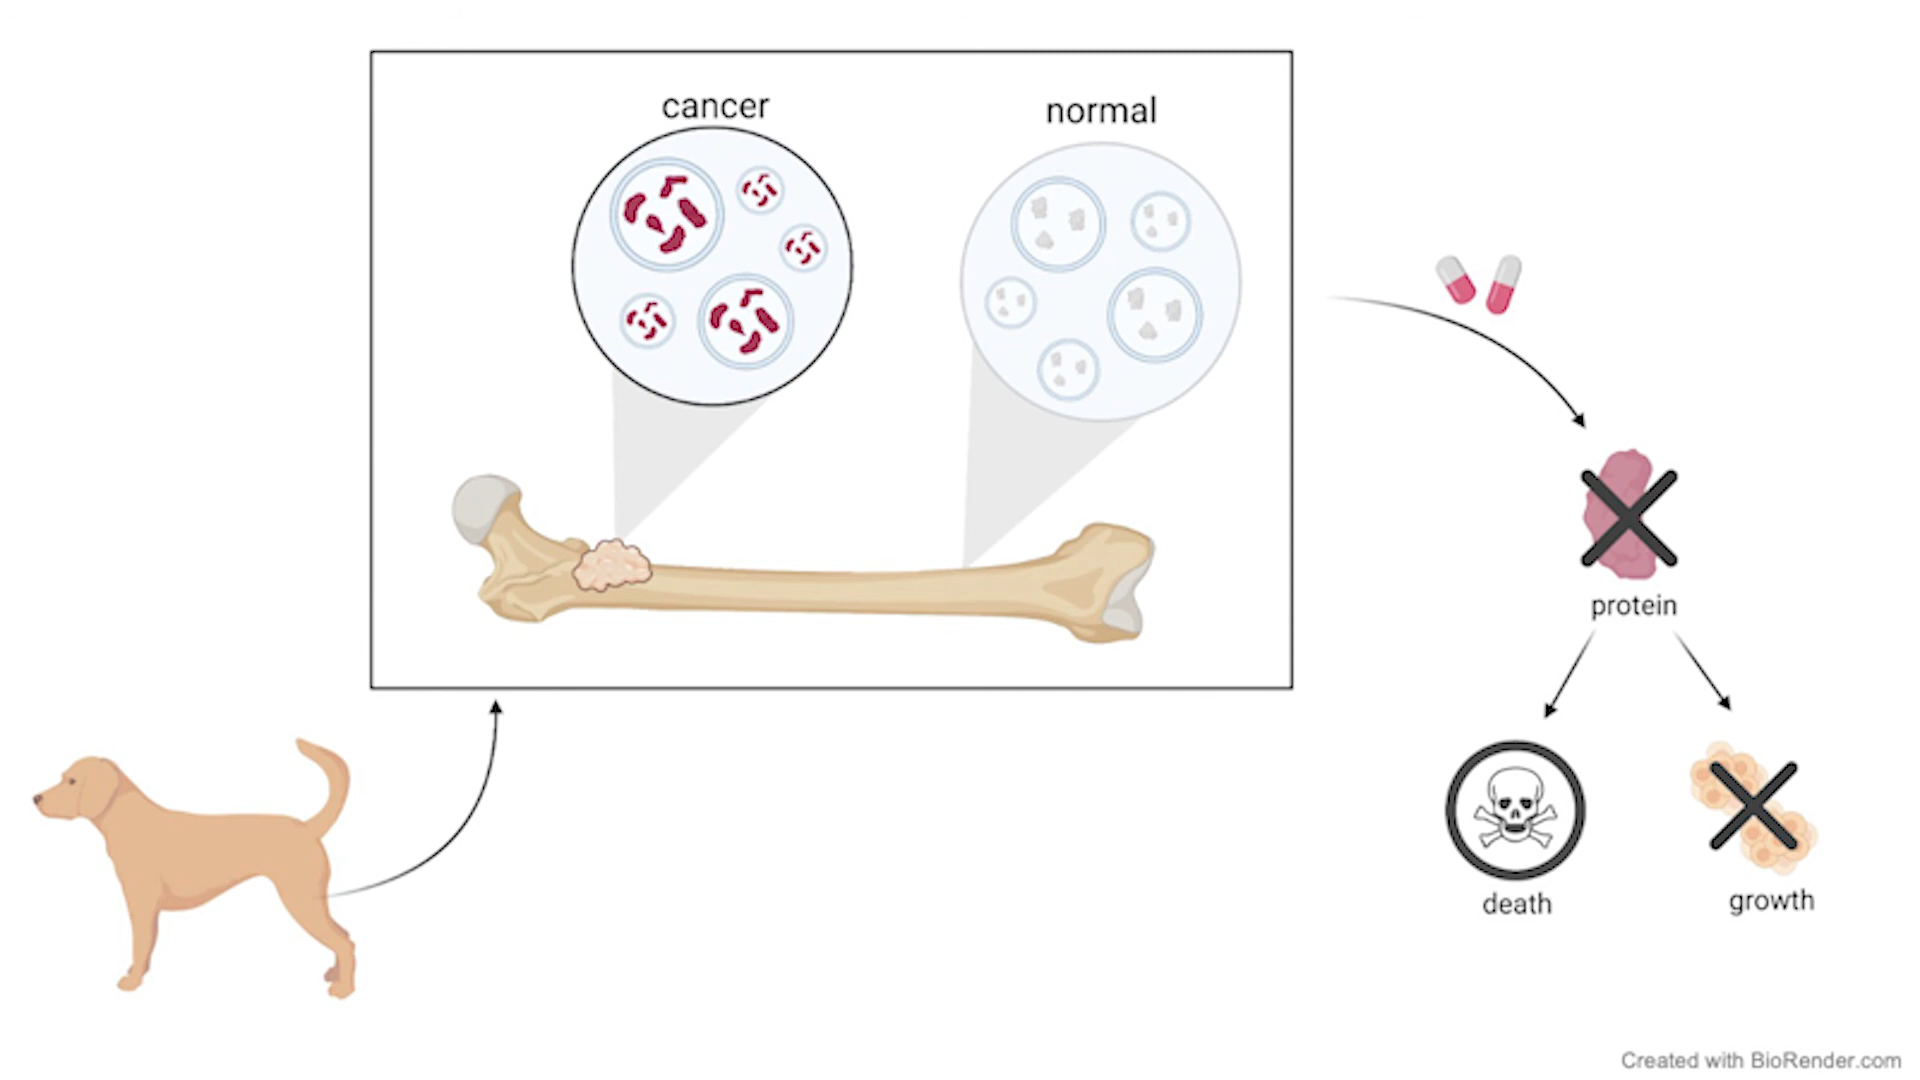 cancer
normal
protein
death
growth
Created with BioRender.com